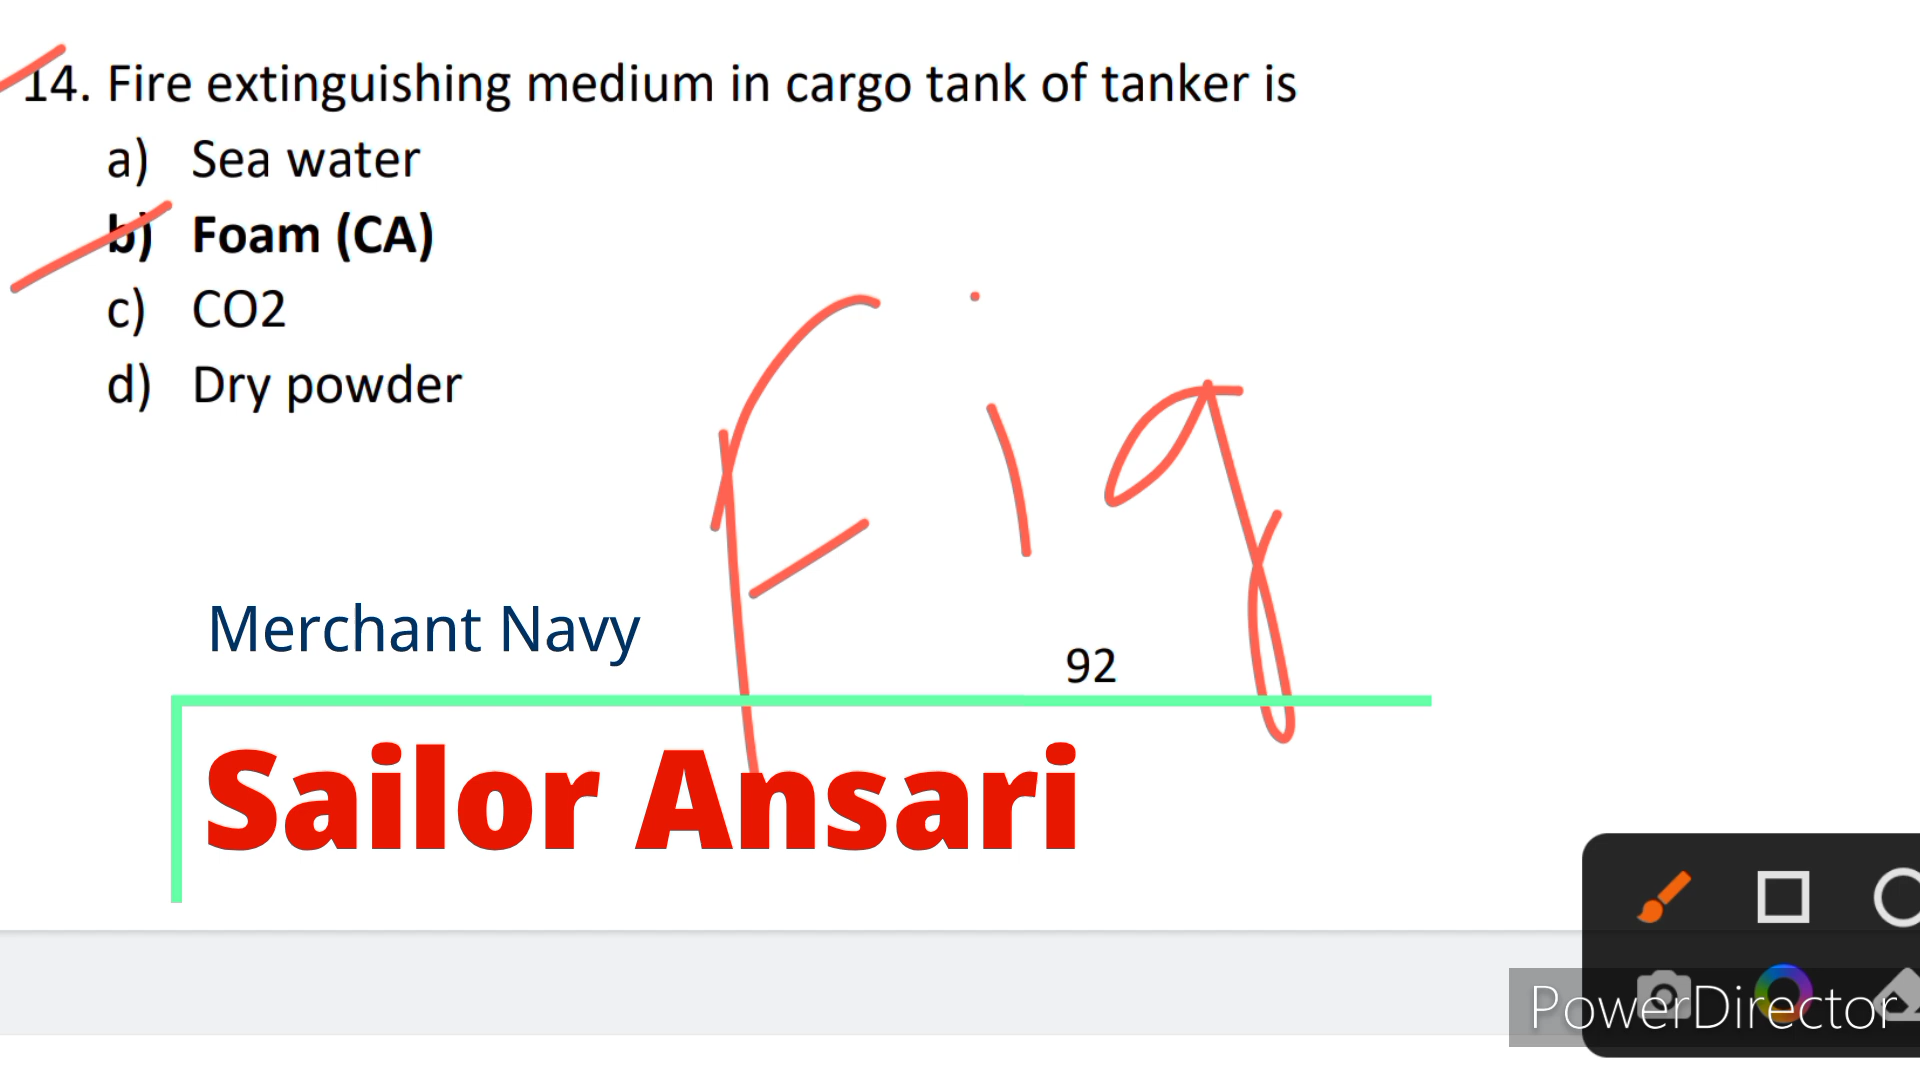 14. Fire extinguishing medium in cargo tank of tanker is
a) Sea water
b) Foam (CA)
c) CO2
d) Dry powder
Fig
Merchant Navy
92
Sailor Ansari
PowerDirector